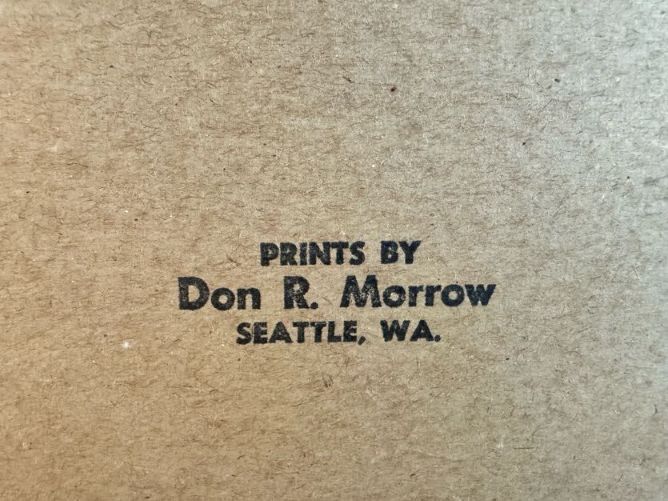 PRINTS BY
Don R. Morrow
SEATTLE, WA.